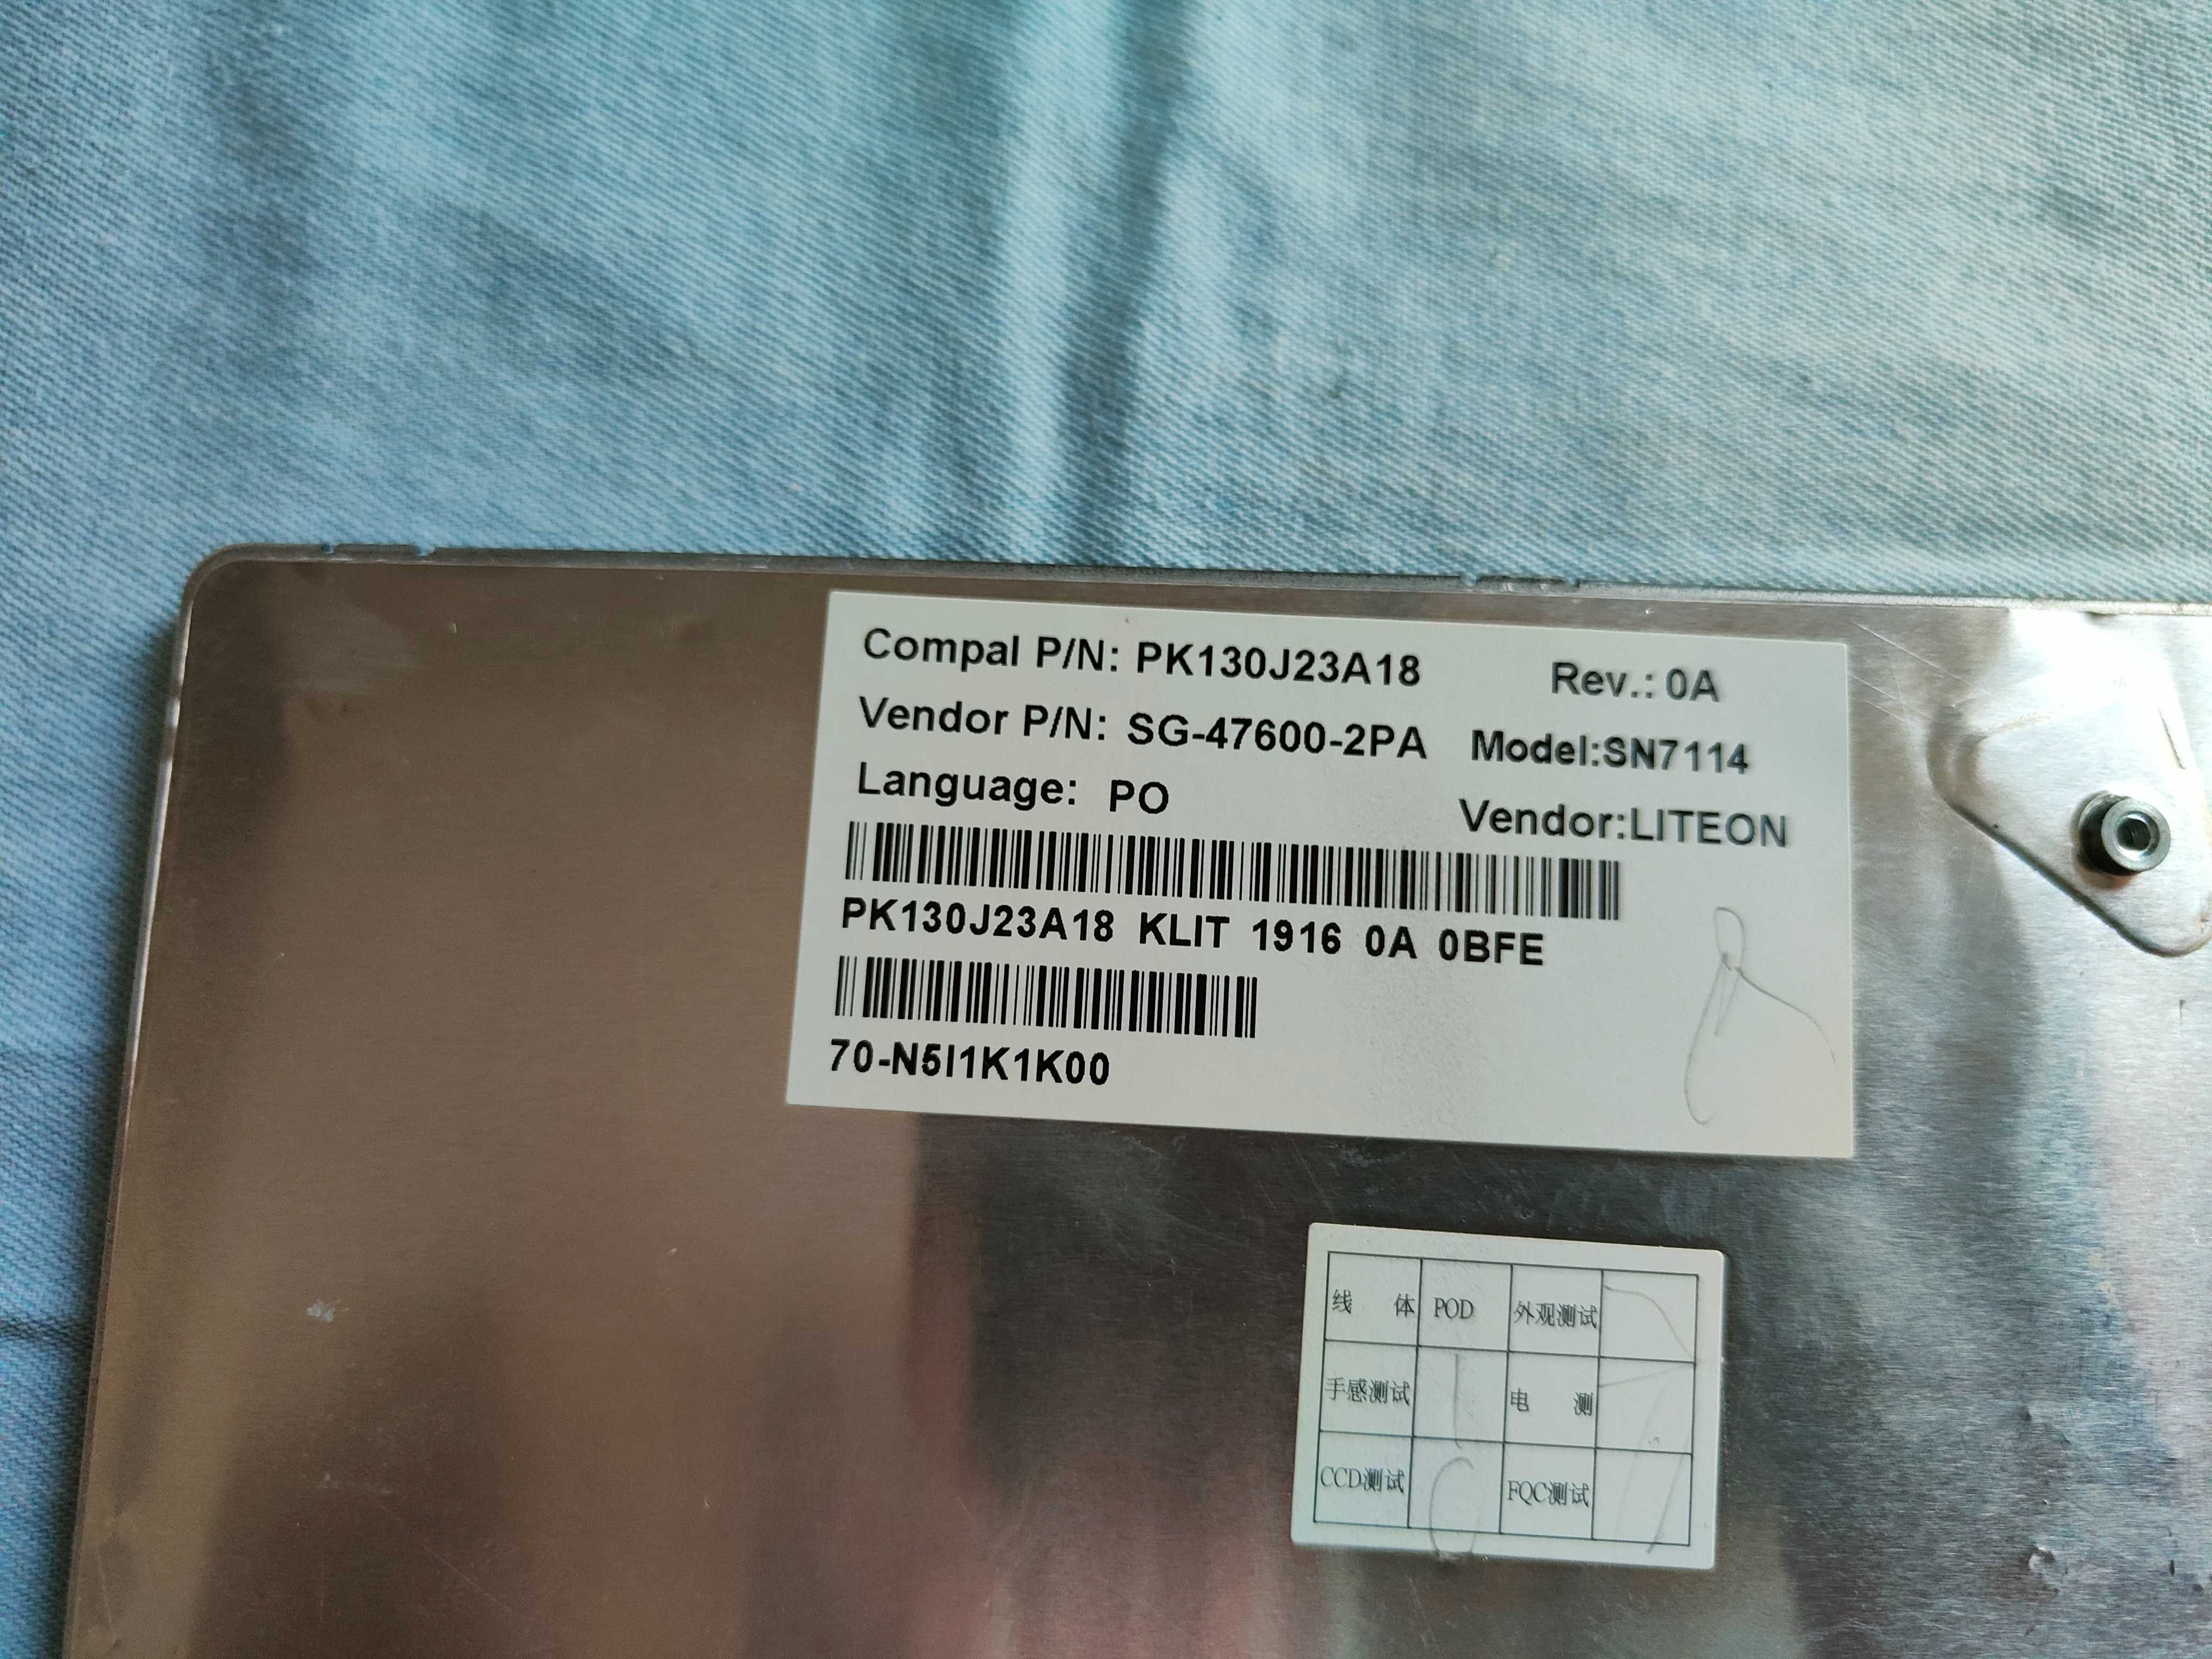 Compal P/N: PK130J23A18 Rev.: 0A
Vendor P/N: SG-47600-2PA Model:SN7114
Language: PO Vendor:LITEON
PK130J23A18 KLIT 1916 0A 0BFE
70-N5I1K1K00
线 体 POD 外观测试
手感测试 电 测
CCD测试 FQC测试